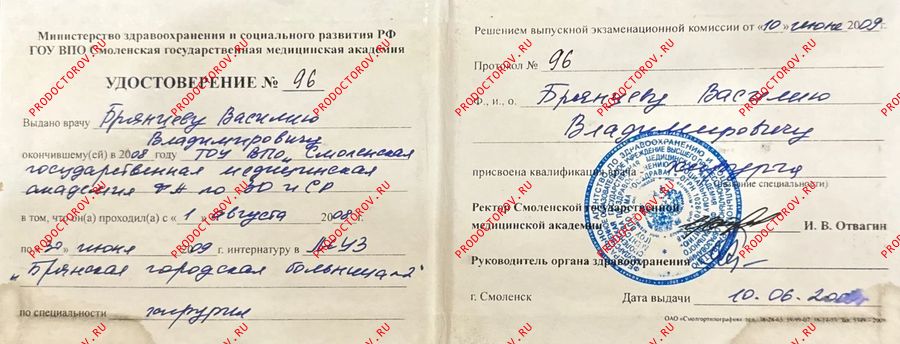 Министерство здравоохранения и социального развития РФ
ГОУ ВПО Смоленская государственная медицинская академия
УДОСТОВЕРЕНИЕ № 96
Выдано врачу Брянцеву Василию
Владимировичу
окончившему(ей) в 2008 году ГОУ ВПО „Смоленская
государственная медицинская
академия ФА по ЗО и СР
в том, что он(а) проходил(а) с « 1 » августа 2008
по « 30 » июня 2009 г. интернатуру в МУЗ
„Брянская городская больница 2"
по специальности хирургия
Решением выпускной экзаменационной комиссии от «10» июня 2009г.
Протокол № 96
Ф., и., о. Брянцеву Василию
Владимировичу
присвоена квалификация врача - хирурга
(название специальности)
Ректор Смоленской государственной
медицинской академии И. В. Отвагин
Руководитель органа здравоохранения
г. Смоленск Дата выдачи 10.06.
PRODOCTOROV.RU